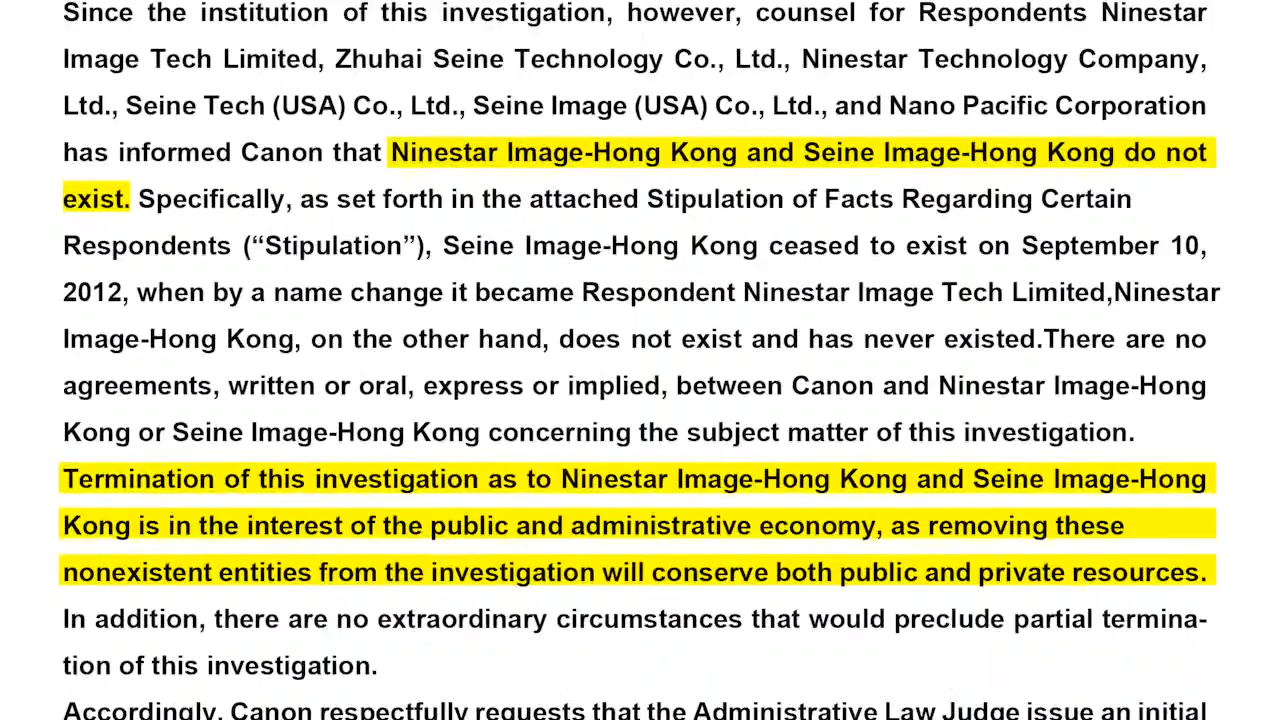 Since the institution of this investigation, however, counsel for Respondents Ninestar
Image Tech Limited, Zhuhai Seine Technology Co., Ltd., Ninestar Technology Company,
Ltd., Seine Tech (USA) Co., Ltd., Seine Image (USA) Co., Ltd., and Nano Pacific Corporation
has informed Canon that Ninestar Image-Hong Kong and Seine Image-Hong Kong do not
exist. Specifically, as set forth in the attached Stipulation of Facts Regarding Certain
Respondents (“Stipulation”), Seine Image-Hong Kong ceased to exist on September 10,
2012, when by a name change it became Respondent Ninestar Image Tech Limited,Ninestar
Image-Hong Kong, on the other hand, does not exist and has never existed.There are no
agreements, written or oral, express or implied, between Canon and Ninestar Image-Hong
Kong or Seine Image-Hong Kong concerning the subject matter of this investigation.
Termination of this investigation as to Ninestar Image-Hong Kong and Seine Image-Hong
Kong is in the interest of the public and administrative economy, as removing these
nonexistent entities from the investigation will conserve both public and private resources.
In addition, there are no extraordinary circumstances that would preclude partial termina-
tion of this investigation.
Accordingly, Canon respectfully requests that the Administrative Law Judge issue an initial